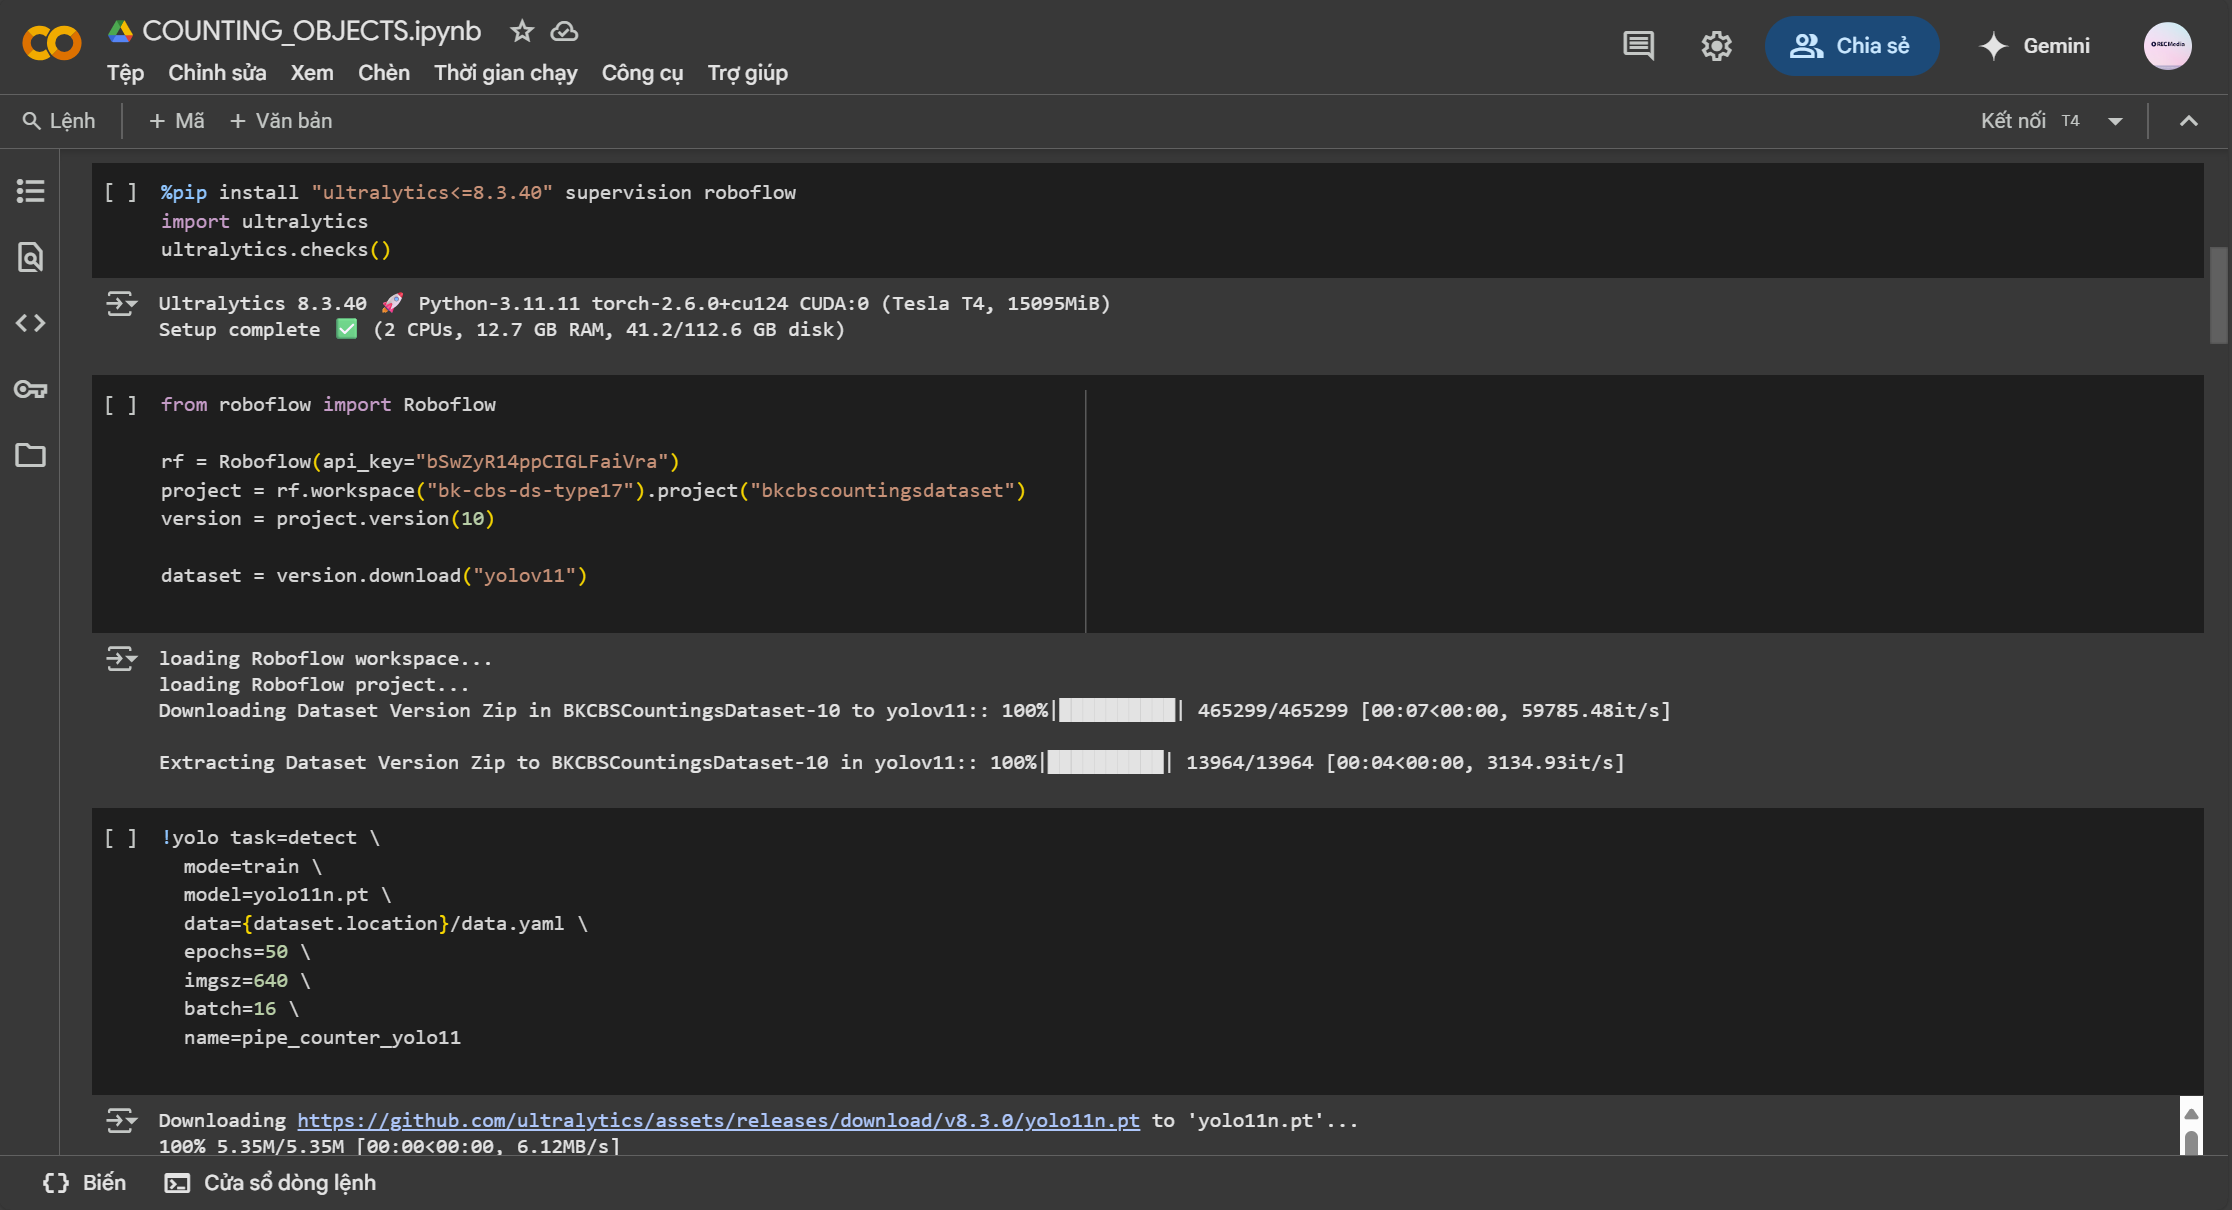 COUNTING_OBJECTS.ipynb
Tệp Chỉnh sửa Xem Chèn Thời gian chạy Công cụ Trợ giúp
Chia sẻ
Gemini
RECMedia
Lệnh + Mã + Văn bản
Kết nối T4
[ ] %pip install "ultralytics<=8.3.40" supervision roboflow
import ultralytics
ultralytics.checks()
Ultralytics 8.3.40 🚀 Python-3.11.11 torch-2.6.0+cu124 CUDA:0 (Tesla T4, 15095MiB)
Setup complete ✅ (2 CPUs, 12.7 GB RAM, 41.2/112.6 GB disk)
[ ] from roboflow import Roboflow
rf = Roboflow(api_key="bSwZyR14ppCIGLFaiVra")
project = rf.workspace("bk-cbs-ds-type17").project("bkcbscountingsdataset")
version = project.version(10)
dataset = version.download("yolov11")
loading Roboflow workspace...
loading Roboflow project...
Downloading Dataset Version Zip in BKCBSCountingsDataset-10 to yolov11:: 100%|██████████| 465299/465299 [00:07<00:00, 59785.48it/s]
Extracting Dataset Version Zip to BKCBSCountingsDataset-10 in yolov11:: 100%|██████████| 13964/13964 [00:04<00:00, 3134.93it/s]
[ ] !yolo task=detect \
mode=train \
model=yolo11n.pt \
data={dataset.location}/data.yaml \
epochs=50 \
imgsz=640 \
batch=16 \
name=pipe_counter_yolo11
Downloading https://github.com/ultralytics/assets/releases/download/v8.3.0/yolo11n.pt to 'yolo11n.pt'...
100% 5.35M/5.35M [00:00<00:00, 6.12MB/s]
Biến
Cửa sổ dòng lệnh